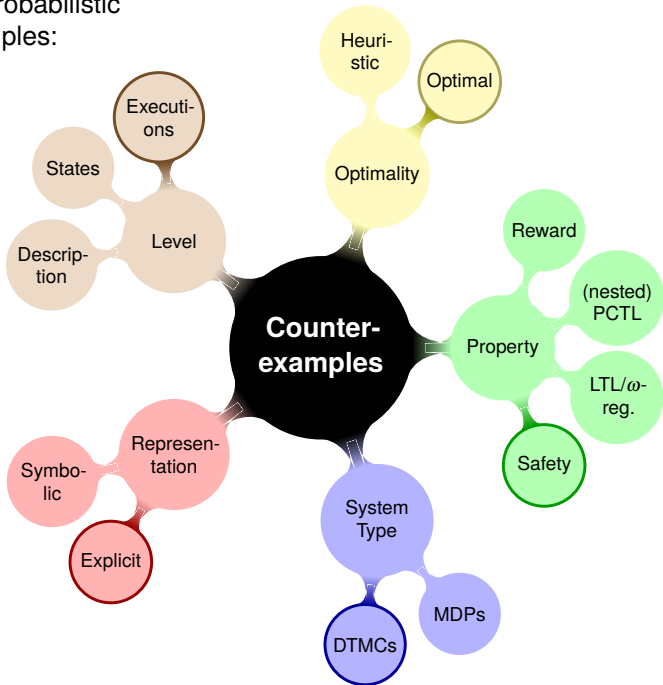 robabilistic
ples:
Heuri-
stic
Optimal
Optimality
Executi-
ons
States
Descrip-
tion
Level
Counter-
examples
Reward
(nested)
PCTL
Property
LTL/ω-
reg.
Safety
Represen-
tation
Symbo-
lic
Explicit
System
Type
MDPs
DTMCs